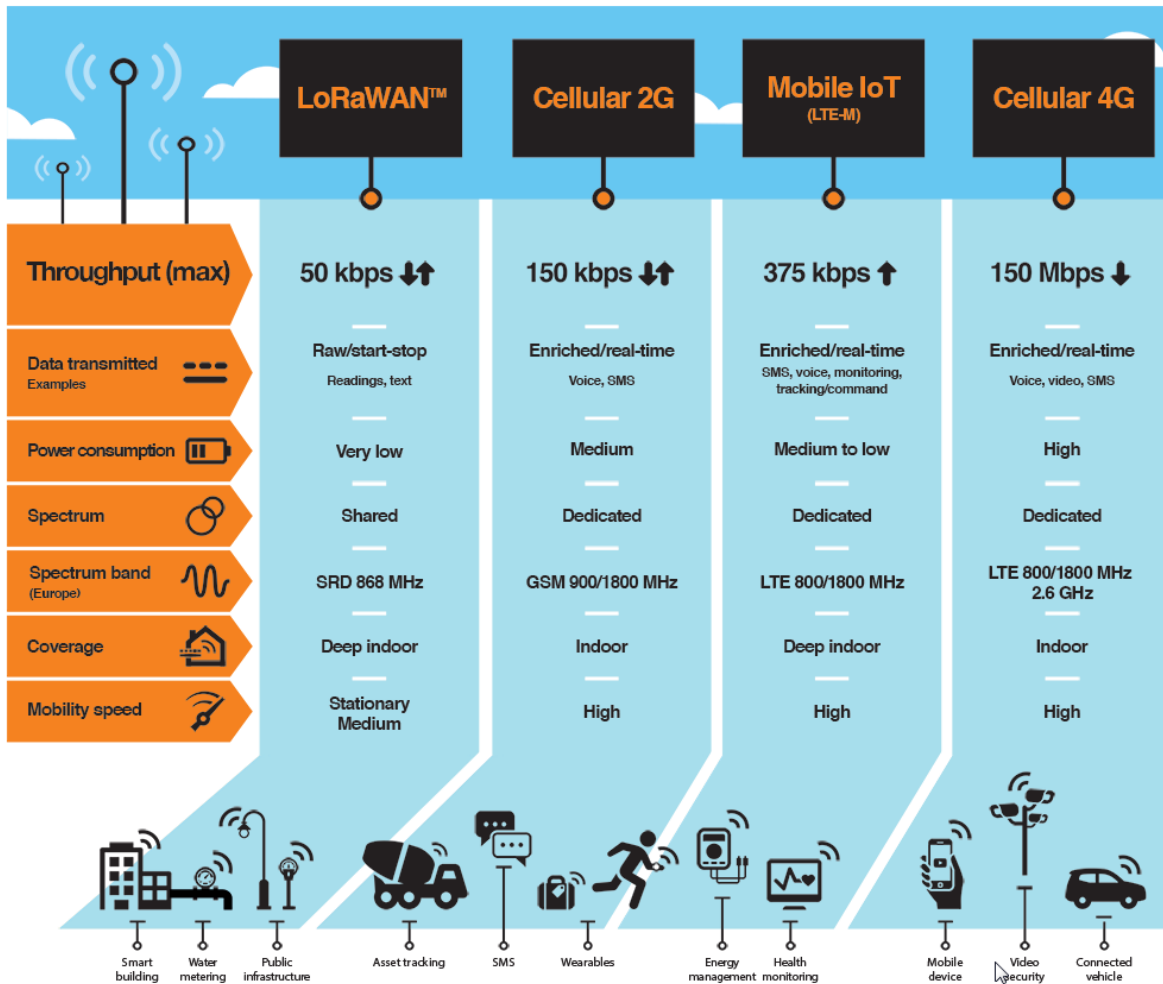 LoRaWAN™
Cellular 2G
Mobile IoT
(LTE-M)
Cellular 4G
Throughput (max)
50 kbps
150 kbps
375 kbps
150 Mbps
Data transmitted
Examples
Raw/start-stop
Readings, text
Enriched/real-time
Voice, SMS
Enriched/real-time
SMS, voice, monitoring,
tracking/command
Enriched/real-time
Voice, video, SMS
Power consumption
Very low
Medium
Medium to low
High
Spectrum
Shared
Dedicated
Dedicated
Dedicated
Spectrum band
(Europe)
SRD 868 MHz
GSM 900/1800 MHz
LTE 800/1800 MHz
LTE 800/1800 MHz
2.6 GHz
Coverage
Deep indoor
Indoor
Deep indoor
Indoor
Mobility speed
Stationary
Medium
High
High
High
Smart
building
Water
metering
Public
infrastructure
Asset tracking
SMS
Wearables
Energy
management
Health
monitoring
Mobile
device
Video
security
Connected
vehicle